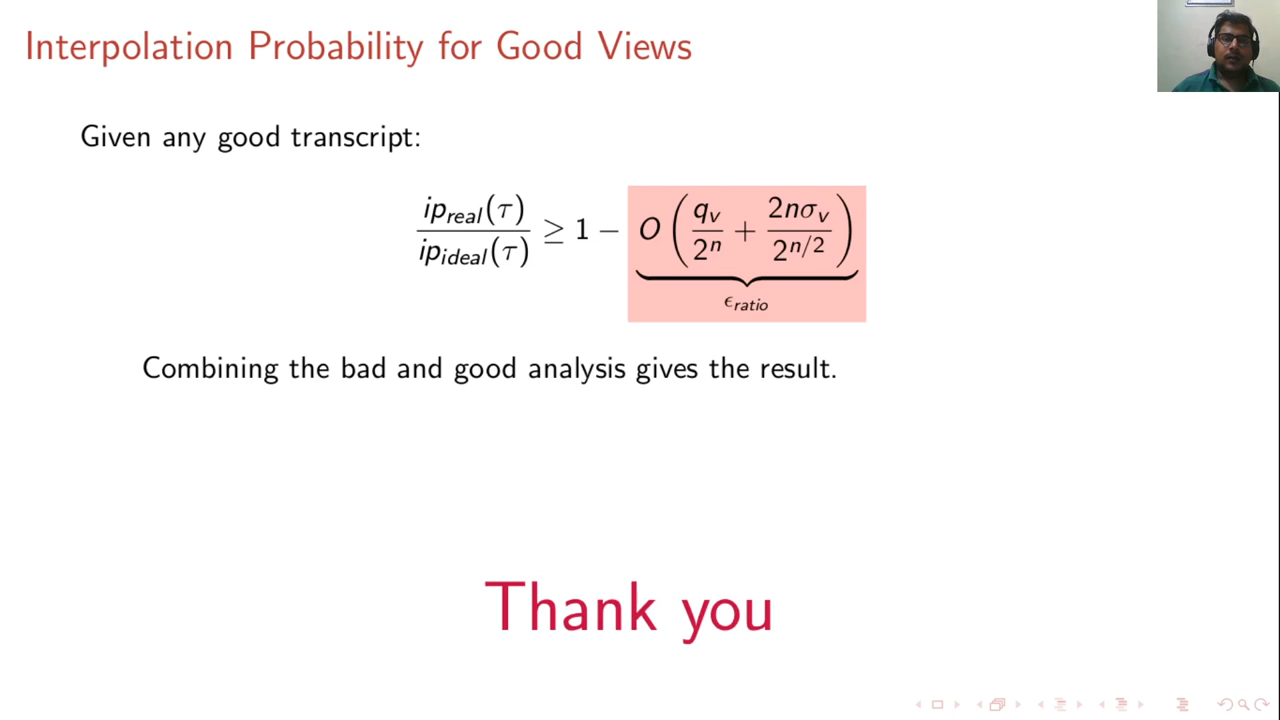 Interpolation Probability for Good Views
Given any good transcript:
ip_real(τ) / ip_ideal(τ) ≥ 1 − O( q_v / 2^n + 2nσ_v / 2^{n/2} )
ϵ_ratio
Combining the bad and good analysis gives the result.
Thank you